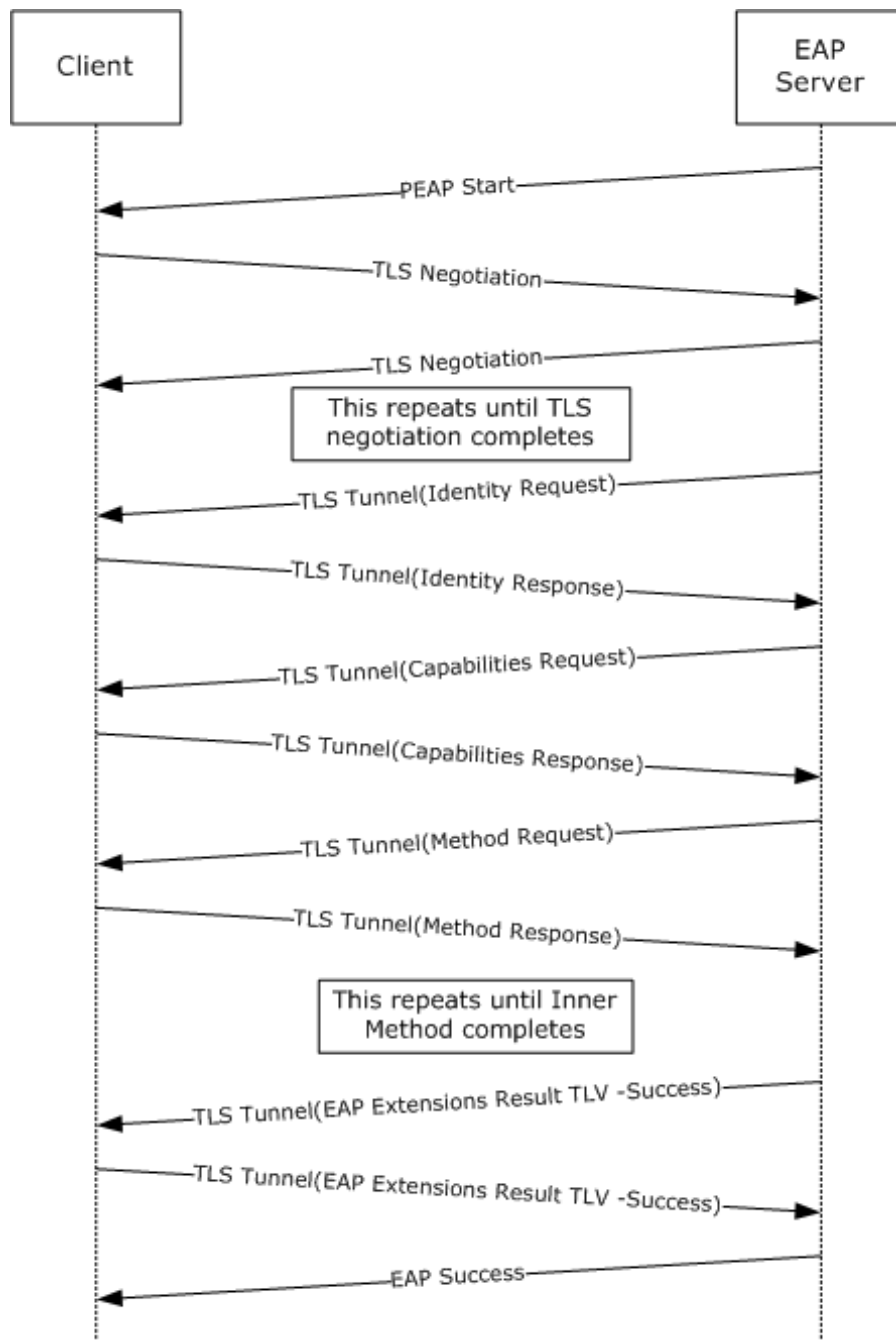 Client
EAP
Server
PEAP Start
TLS Negotiation
TLS Negotiation
This repeats until TLS
negotiation completes
TLS Tunnel(Identity Request)
TLS Tunnel(Identity Response)
TLS Tunnel(Capabilities Request)
TLS Tunnel(Capabilities Response)
TLS Tunnel(Method Request)
TLS Tunnel(Method Response)
This repeats until Inner
Method completes
TLS Tunnel(EAP Extensions Result TLV -Success)
TLS Tunnel(EAP Extensions Result TLV -Success)
EAP Success